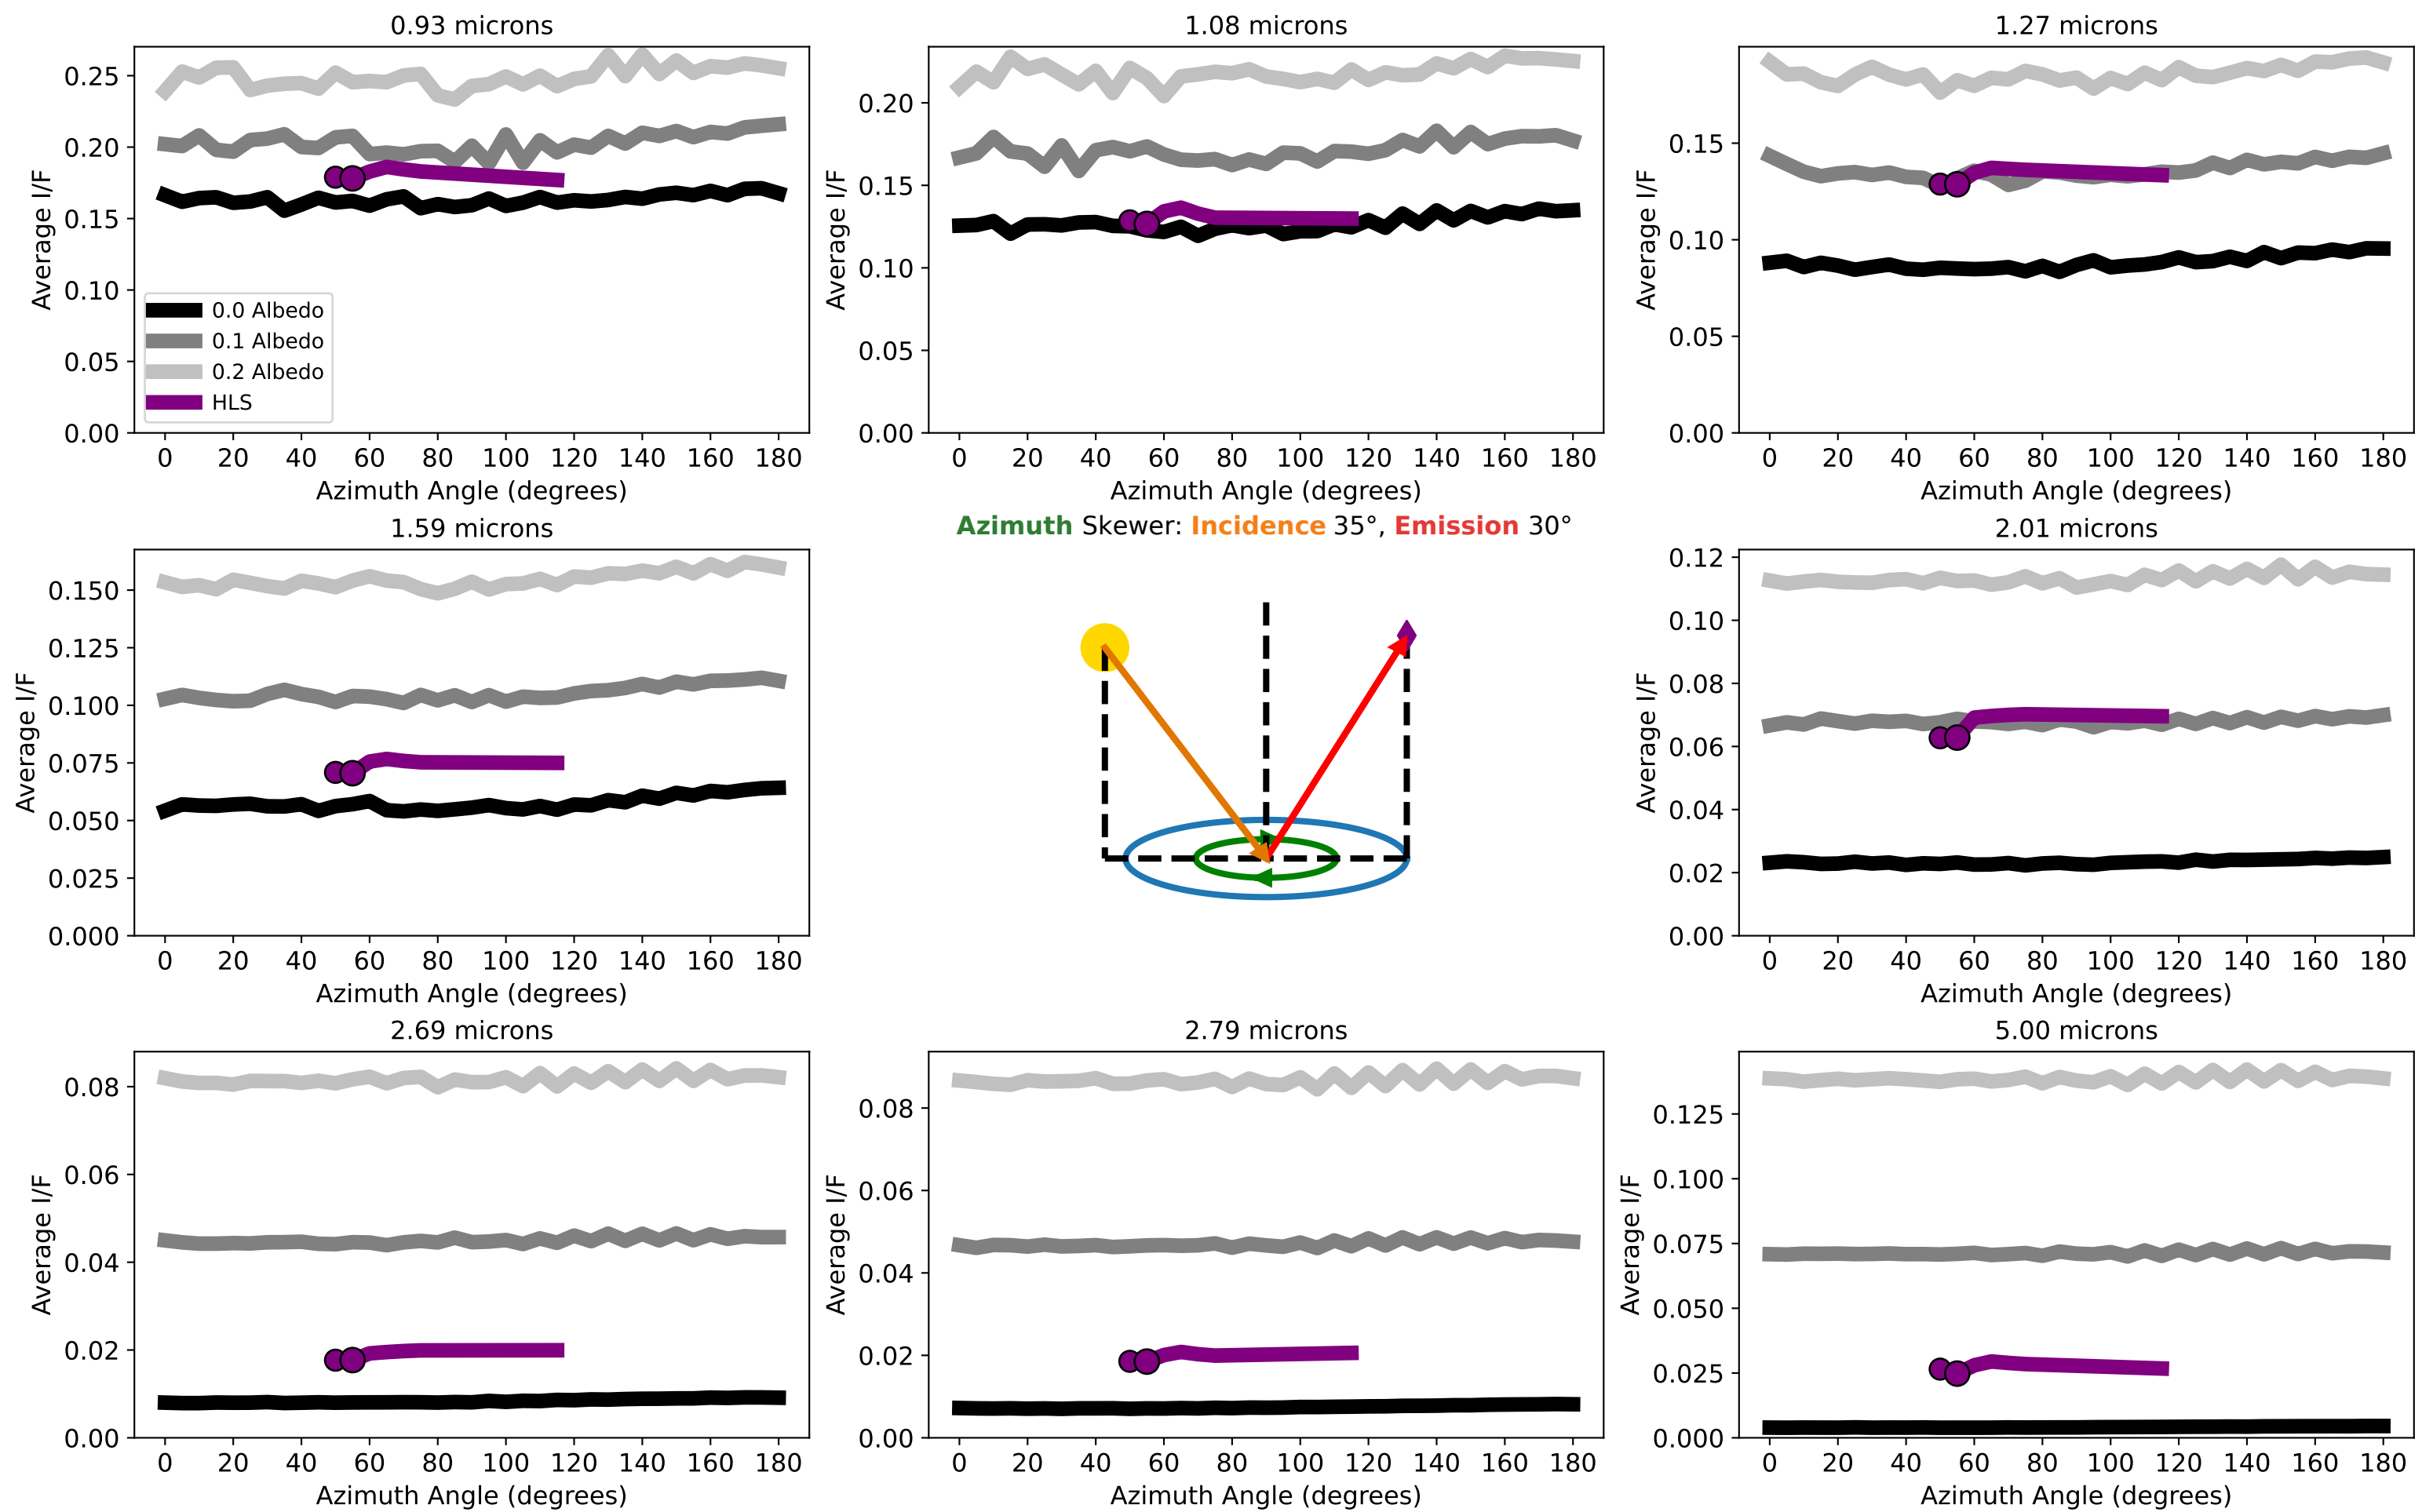 0.93 microns
0.25
0.20
0.15
0.10
0.05
0.00
Average I/F
0.0 Albedo
0.1 Albedo
0.2 Albedo
HLS
0 20 40 60 80 100 120 140 160 180
Azimuth Angle (degrees)
1.08 microns
0.20
0.15
0.10
0.05
0.00
Average I/F
0 20 40 60 80 100 120 140 160 180
Azimuth Angle (degrees)
1.27 microns
0.15
0.10
0.05
0.00
Average I/F
0 20 40 60 80 100 120 140 160 180
Azimuth Angle (degrees)
1.59 microns
0.150
0.125
0.100
0.075
0.050
0.025
0.000
Average I/F
0 20 40 60 80 100 120 140 160 180
Azimuth Angle (degrees)
Azimuth Skewer: Incidence 35°, Emission 30°
2.01 microns
0.12
0.10
0.08
0.06
0.04
0.02
0.00
Average I/F
0 20 40 60 80 100 120 140 160 180
Azimuth Angle (degrees)
2.69 microns
0.08
0.06
0.04
0.02
0.00
Average I/F
0 20 40 60 80 100 120 140 160 180
Azimuth Angle (degrees)
2.79 microns
0.08
0.06
0.04
0.02
0.00
Average I/F
0 20 40 60 80 100 120 140 160 180
Azimuth Angle (degrees)
5.00 microns
0.125
0.100
0.075
0.050
0.025
0.000
Average I/F
0 20 40 60 80 100 120 140 160 180
Azimuth Angle (degrees)